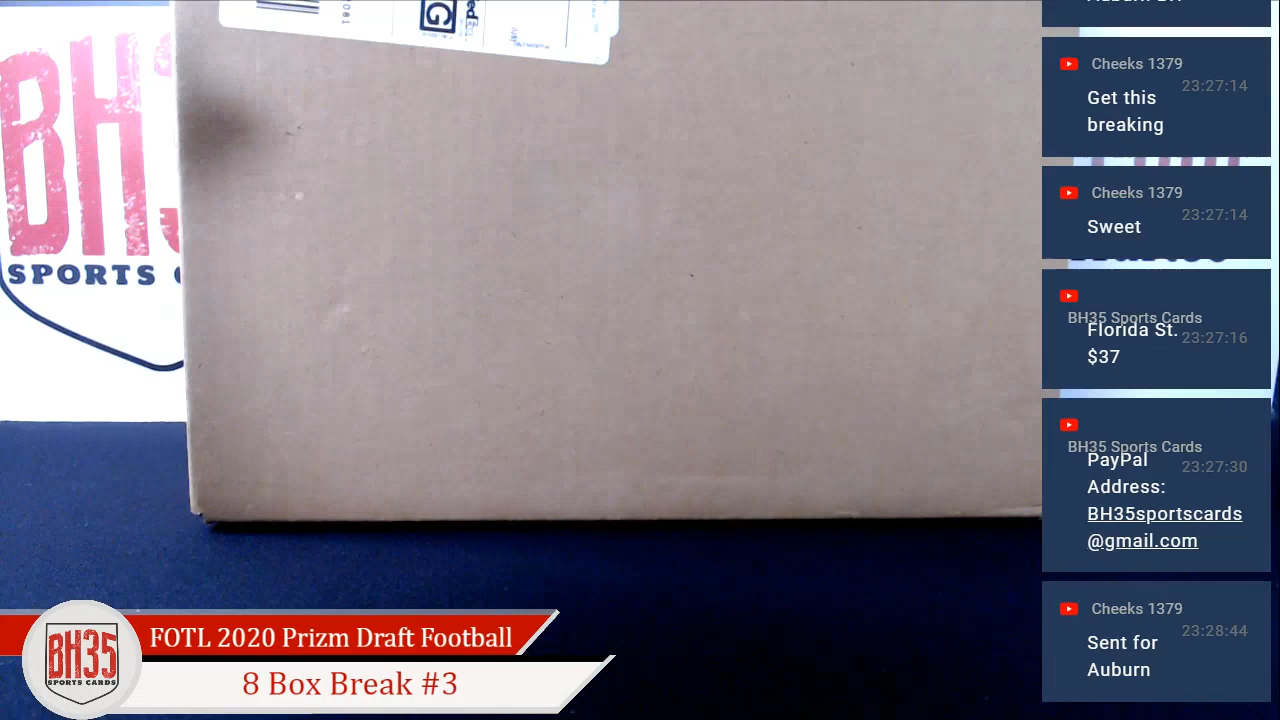 BH35
SPORTS C
ed
G
Cheeks 1379
23:27:14
Get this
breaking
Cheeks 1379
23:27:14
Sweet
BH35 Sports Cards
Florida St.
23:27:16
$37
BH35 Sports Cards
PayPal
23:27:30
Address:
BH35sportscards
@gmail.com
Cheeks 1379
23:28:44
Sent for
Auburn
BH35
SPORTS CARDS
FOTL 2020 Prizm Draft Football
8 Box Break #3